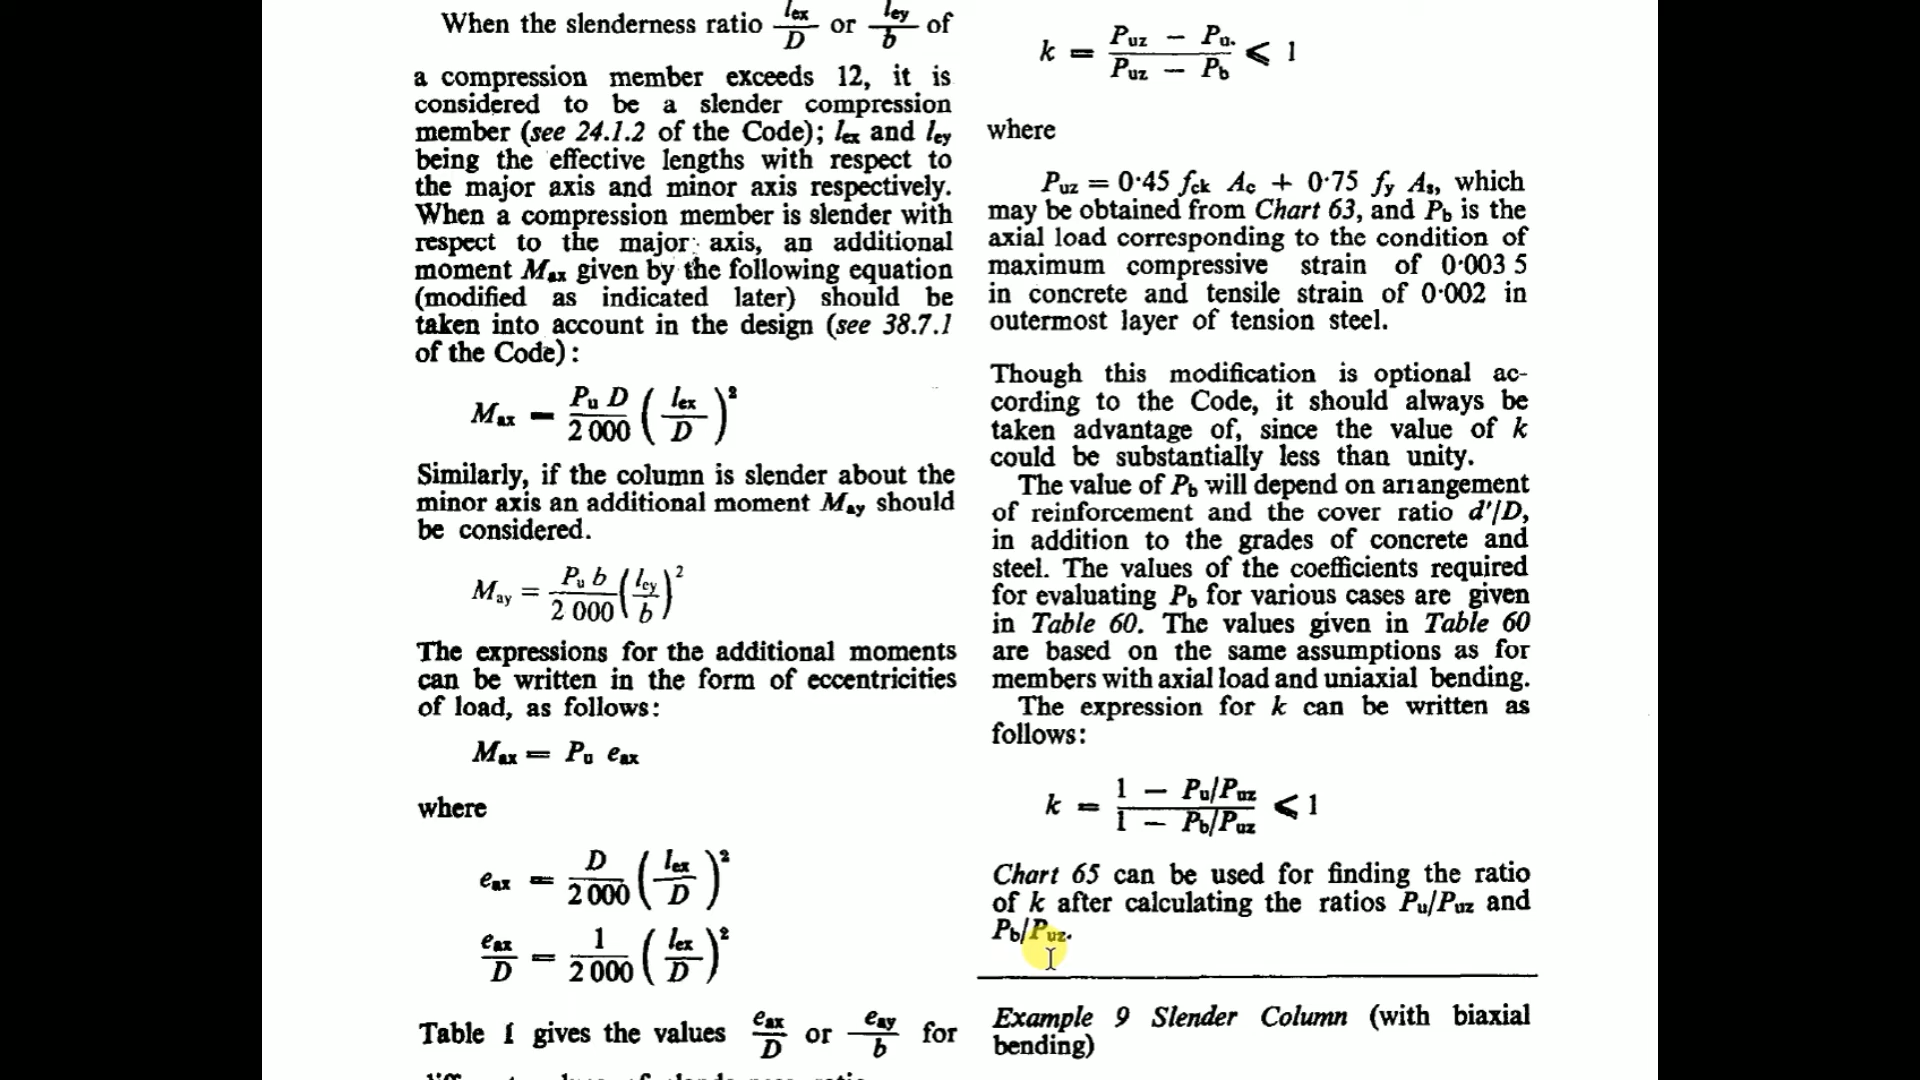 When the slenderness ratio lex/D or ley/b of
a compression member exceeds 12, it is
considered to be a slender compression
member (see 24.1.2 of the Code); lex and ley
being the effective lengths with respect to
the major axis and minor axis respectively.
When a compression member is slender with
respect to the major axis, an additional
moment Max given by the following equation
(modified as indicated later) should be
taken into account in the design (see 38.7.1
of the Code):
Max = Pu D/2 000 (lex/D)²
Similarly, if the column is slender about the
minor axis an additional moment May should
be considered.
May = Pu b/2 000 (ley/b)²
The expressions for the additional moments
can be written in the form of eccentricities
of load, as follows:
Max = Pu eax
where
eax = D/2 000 (lex/D)²
eax/D = 1/2 000 (lex/D)²
Table I gives the values eax/D or eay/b for
k = Puz − Pu/Puz − Pb ⩽ 1
where
Puz = 0·45 fck Ac + 0·75 fy As, which
may be obtained from Chart 63, and Pb is the
axial load corresponding to the condition of
maximum compressive strain of 0·003 5
in concrete and tensile strain of 0·002 in
outermost layer of tension steel.
Though this modification is optional ac-
cording to the Code, it should always be
taken advantage of, since the value of k
could be substantially less than unity.
The value of Pb will depend on arrangement
of reinforcement and the cover ratio d'/D,
in addition to the grades of concrete and
steel. The values of the coefficients required
for evaluating Pb for various cases are given
in Table 60. The values given in Table 60
are based on the same assumptions as for
members with axial load and uniaxial bending.
The expression for k can be written as
follows:
k = 1 − Pu/Puz / 1 − Pb/Puz ⩽ 1
Chart 65 can be used for finding the ratio
of k after calculating the ratios Pu/Puz and
Pb/Puz.
Example 9 Slender Column (with biaxial
bending)